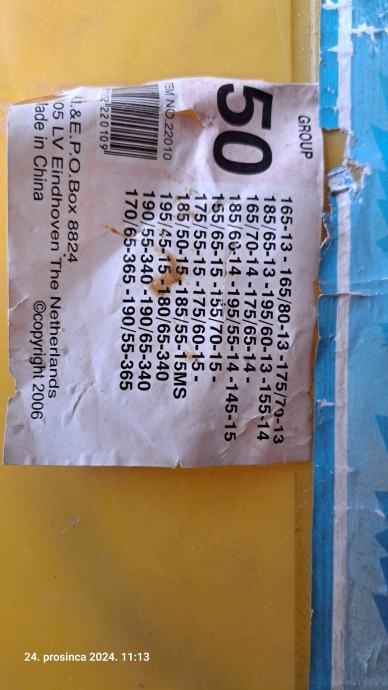 GROUP
50
165-13 - 165/80-13 -175/70-13
185/65-13 -195/60-13 -155-14
165/70-14 -175/65-14 -
185/60-14 -195/55-14 -145-15
155/65-15 -135/70-15 -
175/55-15 -175/60-15 -
185/50-15 -185/55-15MS
195/45-15 -180/65-340
190/55-340 -190/65-340
170/65-365 -190/55-365
EM NO.22010
220109
I.&E.P.O.Box 8824
05 LV Eindhoven The Netherlands
ade in China
©copyright 2006
24. prosinca 2024. 11:13